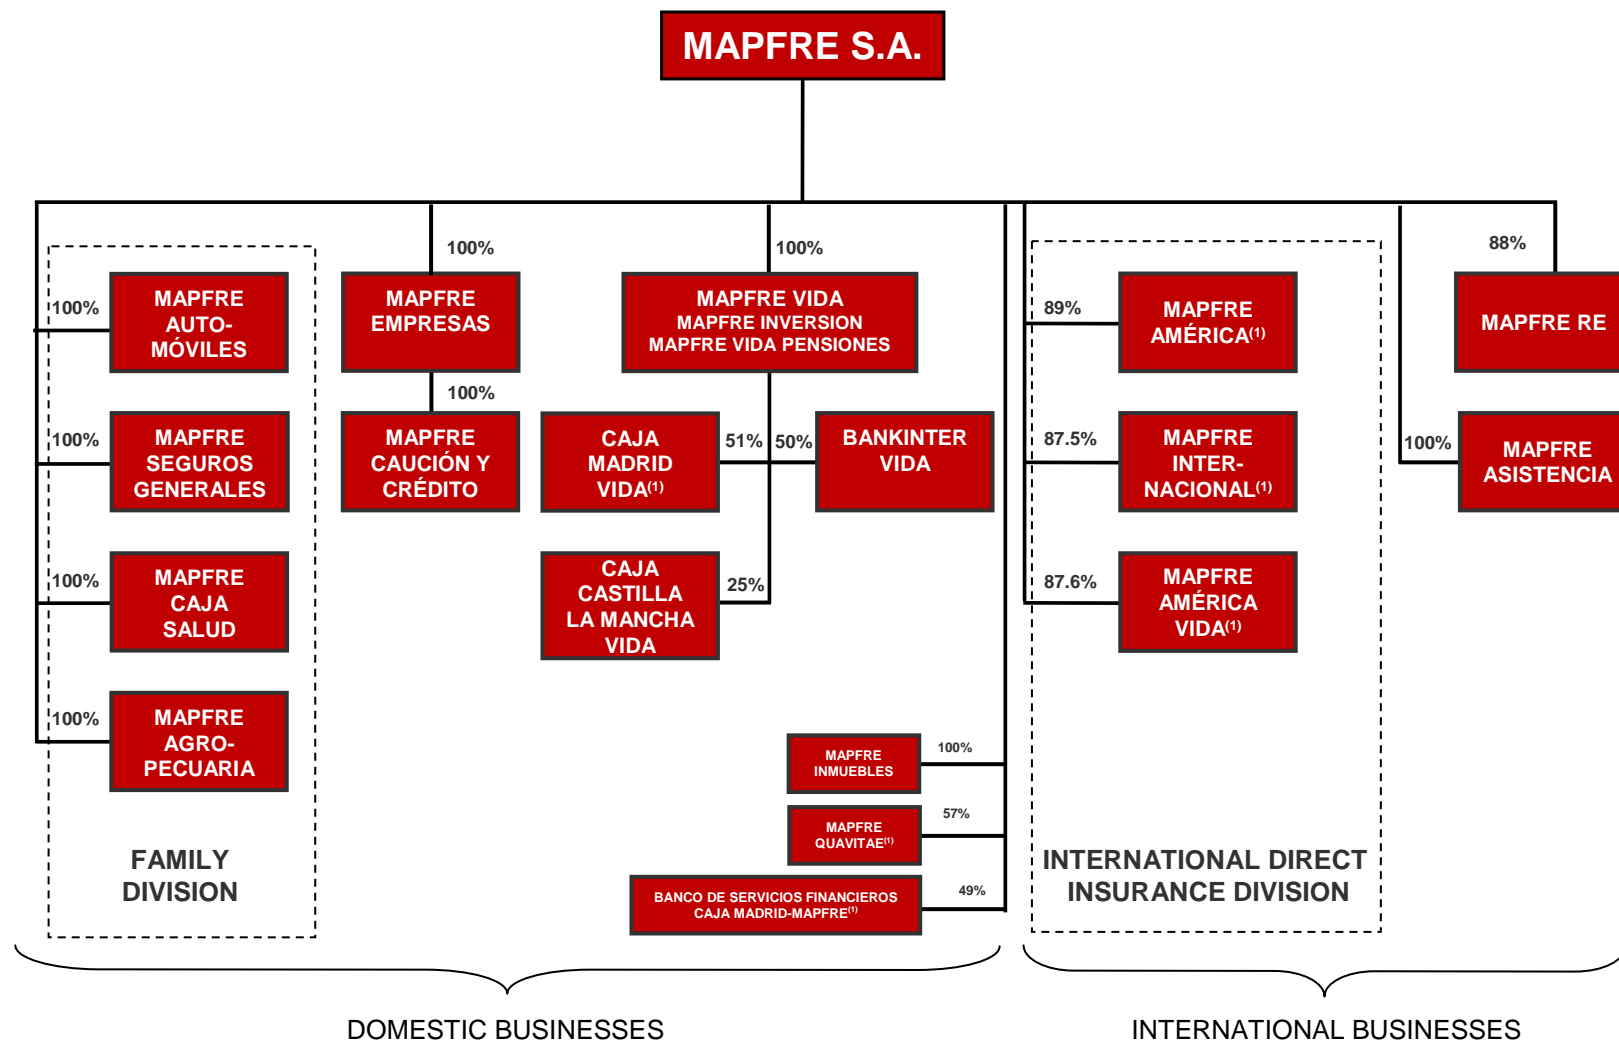 MAPFRE S.A.
100%
MAPFRE
AUTO-
MÓVILES
100%
MAPFRE
SEGUROS
GENERALES
100%
MAPFRE
CAJA
SALUD
100%
MAPFRE
AGRO-
PECUARIA
FAMILY
DIVISION
100%
MAPFRE
EMPRESAS
100%
MAPFRE
CAUCIÓN Y
CRÉDITO
100%
MAPFRE VIDA
MAPFRE INVERSION
MAPFRE VIDA PENSIONES
CAJA
MADRID
VIDA(1)
51%
50%
BANKINTER
VIDA
CAJA
CASTILLA
LA MANCHA
VIDA
25%
MAPFRE
INMUEBLES
100%
MAPFRE
QUAVITAE(1)
57%
BANCO DE SERVICIOS FINANCIEROS
CAJA MADRID-MAPFRE(1)
49%
89%
MAPFRE
AMÉRICA(1)
87.5%
MAPFRE
INTER-
NACIONAL(1)
87.6%
MAPFRE
AMÉRICA
VIDA(1)
INTERNATIONAL DIRECT
INSURANCE DIVISION
88%
MAPFRE RE
100%
MAPFRE
ASISTENCIA
DOMESTIC BUSINESSES
INTERNATIONAL BUSINESSES